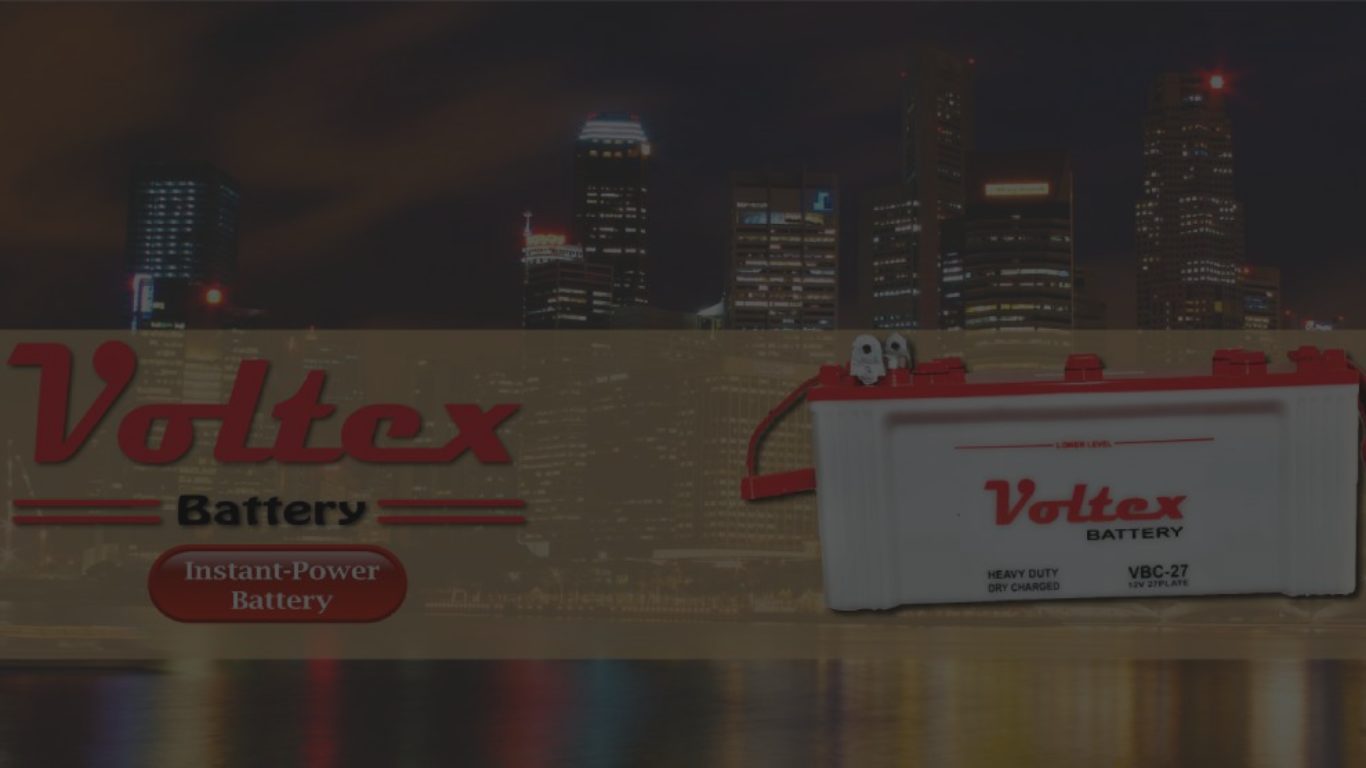 Voltex
Battery
Instant-Power
Battery
LOWER LEVEL
Voltex
BATTERY
HEAVY DUTY
DRY CHARGED
VBC-27
12V 27PLATE